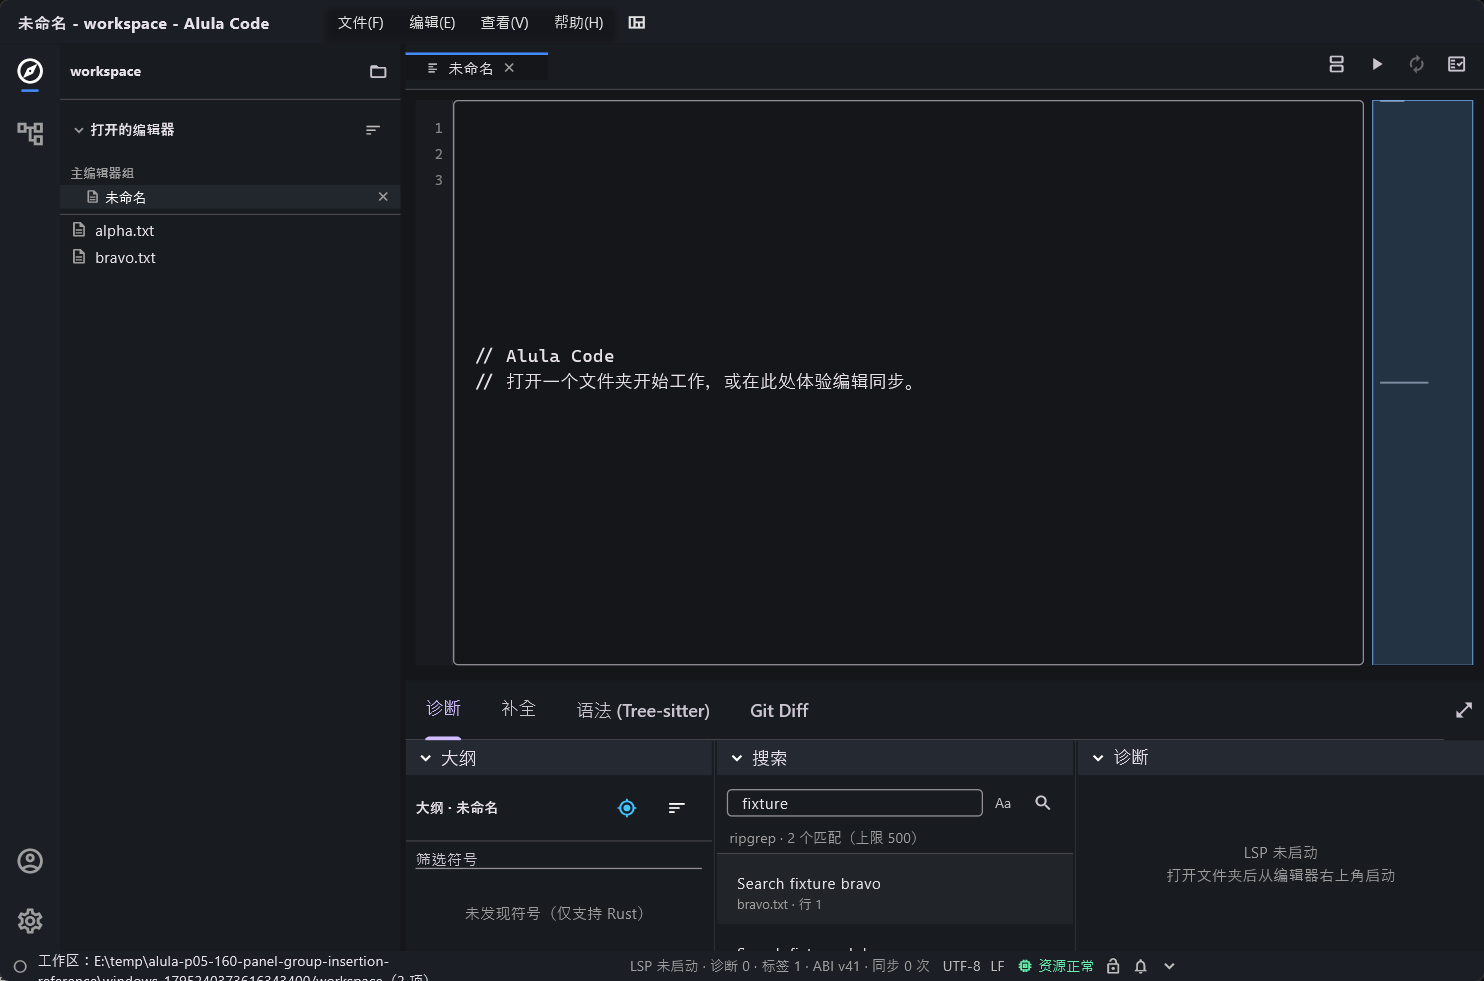 未命名 - workspace - Alula Code
文件(F) 编辑(E) 查看(V) 帮助(H)
workspace
打开的编辑器
主编辑器组
未命名
alpha.txt
bravo.txt
未命名
1
2
3
// Alula Code
// 打开一个文件夹开始工作，或在此处体验编辑同步。
诊断 补全 语法 (Tree-sitter) Git Diff
大纲
大纲 · 未命名
筛选符号
未发现符号（仅支持 Rust）
搜索
fixture
Aa
ripgrep · 2 个匹配（上限 500）
Search fixture bravo
bravo.txt · 行 1
诊断
LSP 未启动
打开文件夹后从编辑器右上角启动
工作区：E:\temp\alula-p05-160-panel-group-insertion-
reference\windows-1795240373616343400/workspace（2 项）
LSP 未启动 · 诊断 0 · 标签 1 · ABI v41 · 同步 0 次 UTF-8 LF 资源正常